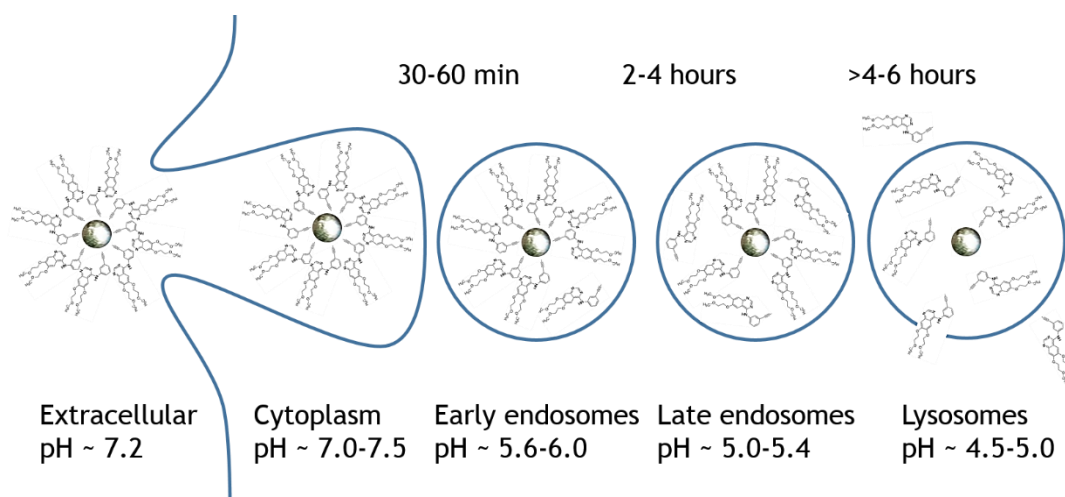 30-60 min
2-4 hours
>4-6 hours
Extracellular
pH ~ 7.2
Cytoplasm
pH ~ 7.0-7.5
Early endosomes
pH ~ 5.6-6.0
Late endosomes
pH ~ 5.0-5.4
Lysosomes
pH ~ 4.5-5.0